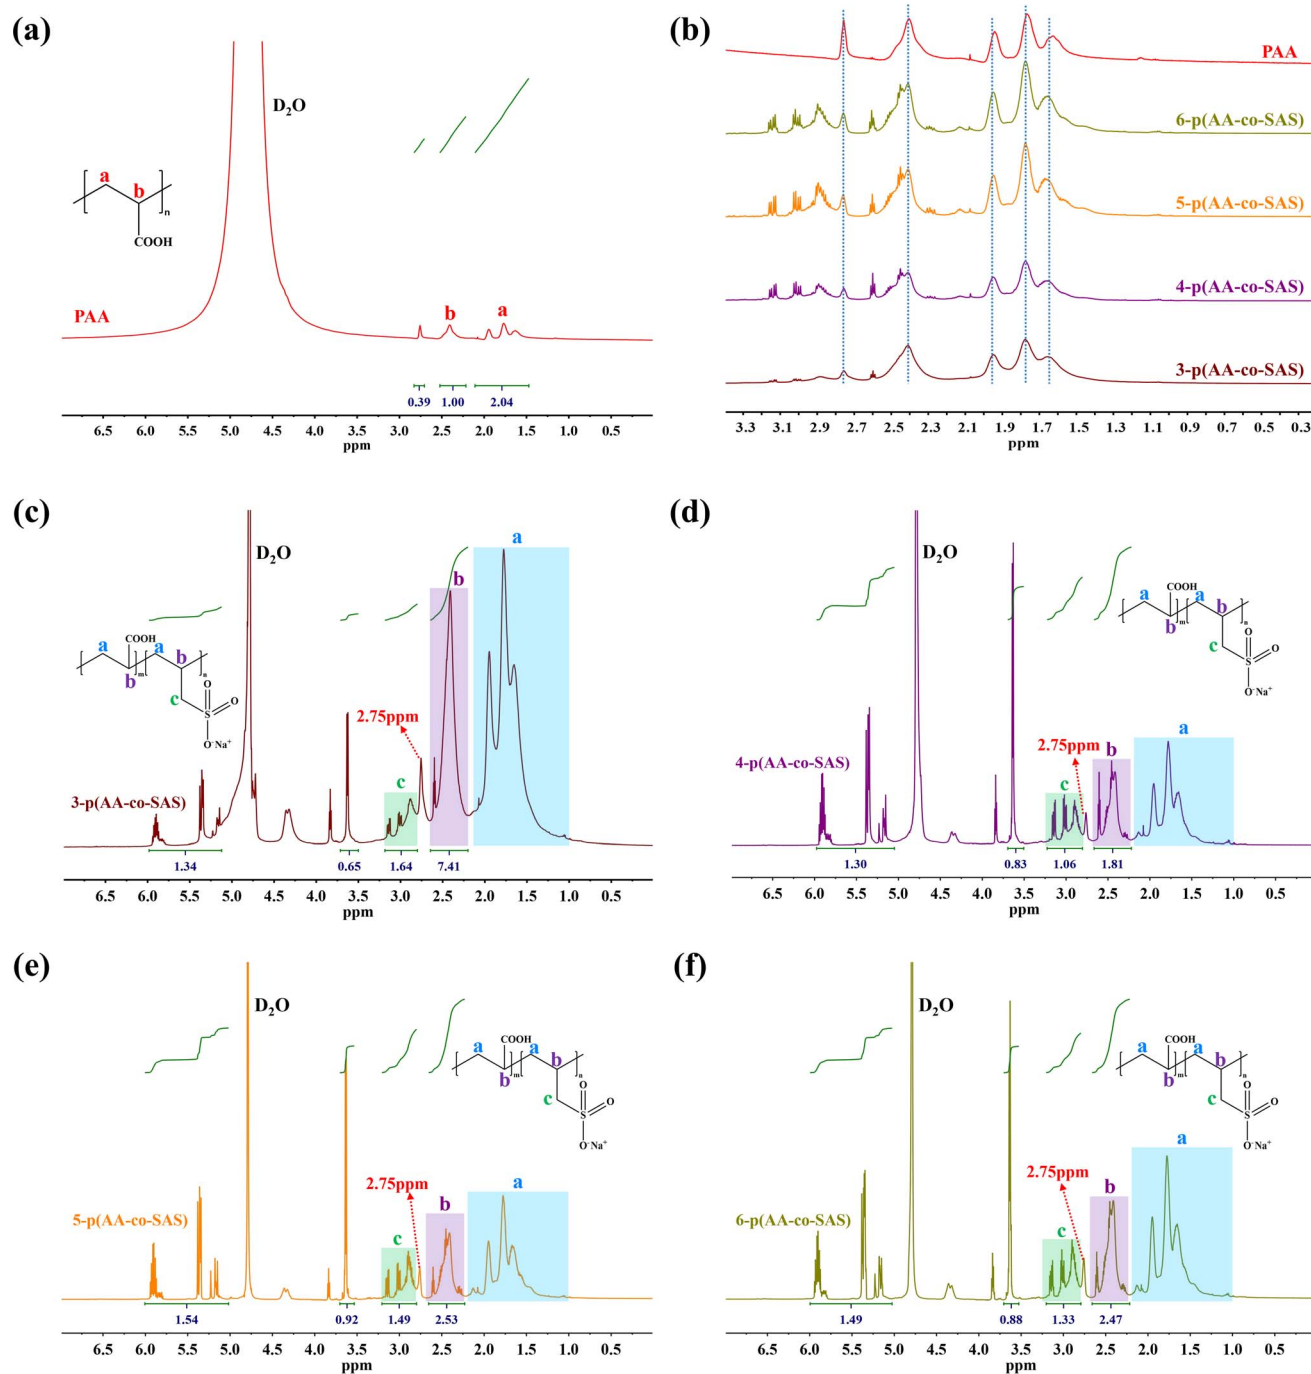 (a)
D₂O
a
b
n
COOH
PAA
b
a
0.39 1.00 2.04
6.5 6.0 5.5 5.0 4.5 4.0 3.5 3.0 2.5 2.0 1.5 1.0 0.5
ppm
(b)
PAA
6-p(AA-co-SAS)
5-p(AA-co-SAS)
4-p(AA-co-SAS)
3-p(AA-co-SAS)
3.3 3.1 2.9 2.7 2.5 2.3 2.1 1.9 1.7 1.5 1.3 1.1 0.9 0.7 0.5 0.3
ppm
(c)
D₂O
a
b
COOH
a a
b
m n
b
c
O
S O
O⁻Na⁺
2.75ppm
c
3-p(AA-co-SAS)
1.34 0.65 1.64 7.41
6.5 6.0 5.5 5.0 4.5 4.0 3.5 3.0 2.5 2.0 1.5 1.0 0.5
ppm
(d)
D₂O
COOH
a a
b
m n
b
c
O
S O
O⁻Na⁺
a
2.75ppm
b
c
4-p(AA-co-SAS)
1.30 0.83 1.06 1.81
6.5 6.0 5.5 5.0 4.5 4.0 3.5 3.0 2.5 2.0 1.5 1.0 0.5
ppm
(e)
D₂O
COOH
a a
b
m n
b
c
O
S O
O⁻Na⁺
a
2.75ppm
b
c
5-p(AA-co-SAS)
1.54 0.92 1.49 2.53
6.5 6.0 5.5 5.0 4.5 4.0 3.5 3.0 2.5 2.0 1.5 1.0 0.5
ppm
(f)
D₂O
COOH
a a
b
m n
b
c
O
S O
O⁻Na⁺
a
2.75ppm
b
c
6-p(AA-co-SAS)
1.49 0.88 1.33 2.47
6.5 6.0 5.5 5.0 4.5 4.0 3.5 3.0 2.5 2.0 1.5 1.0 0.5
ppm